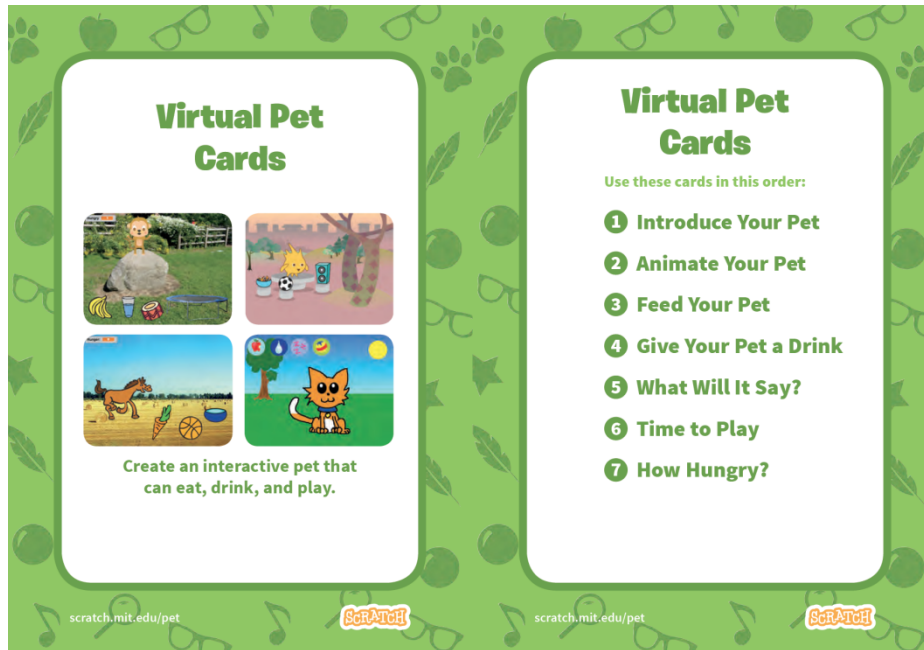 Virtual Pet
Cards
Create an interactive pet that
can eat, drink, and play.
scratch.mit.edu/pet
SCRATCH
Virtual Pet
Cards
Use these cards in this order:
1 Introduce Your Pet
2 Animate Your Pet
3 Feed Your Pet
4 Give Your Pet a Drink
5 What Will It Say?
6 Time to Play
7 How Hungry?
scratch.mit.edu/pet
SCRATCH